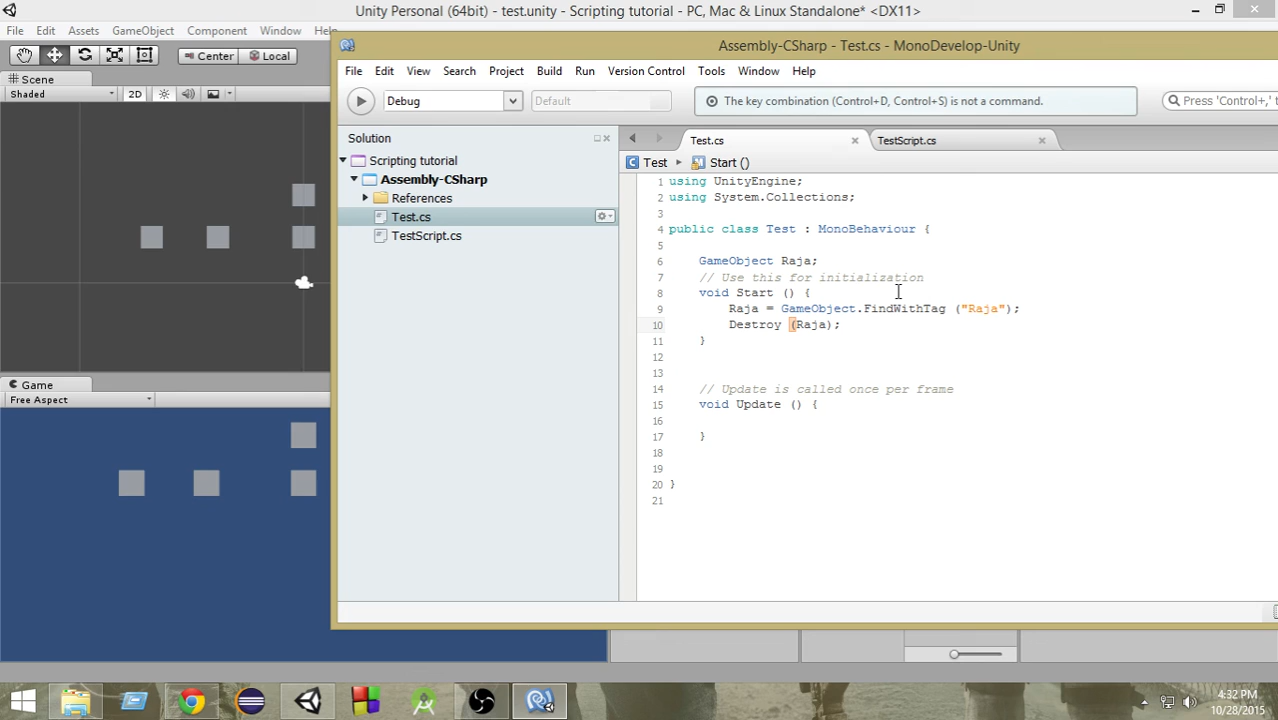 Unity Personal (64bit) - test.unity - Scripting tutorial - PC, Mac & Linux Standalone* <DX11>
File Edit Assets GameObject Component Window Help
Center Local
Scene
Shaded 2D
Game
Free Aspect
Assembly-CSharp - Test.cs - MonoDevelop-Unity
File Edit View Search Project Build Run Version Control Tools Window Help
Debug Default The key combination (Control+D, Control+S) is not a command. Press 'Control+,' t
Solution
Scripting tutorial
Assembly-CSharp
References
Test.cs
TestScript.cs
Test.cs TestScript.cs
Test Start ()
1 using UnityEngine;
2 using System.Collections;
3
4 public class Test : MonoBehaviour {
5
6 GameObject Raja;
7 // Use this for initialization
8 void Start () {
9 Raja = GameObject.FindWithTag ("Raja");
10 Destroy (Raja);
11 }
12
13
14 // Update is called once per frame
15 void Update () {
16
17 }
18
19
20 }
21
4:32 PM
10/28/2015